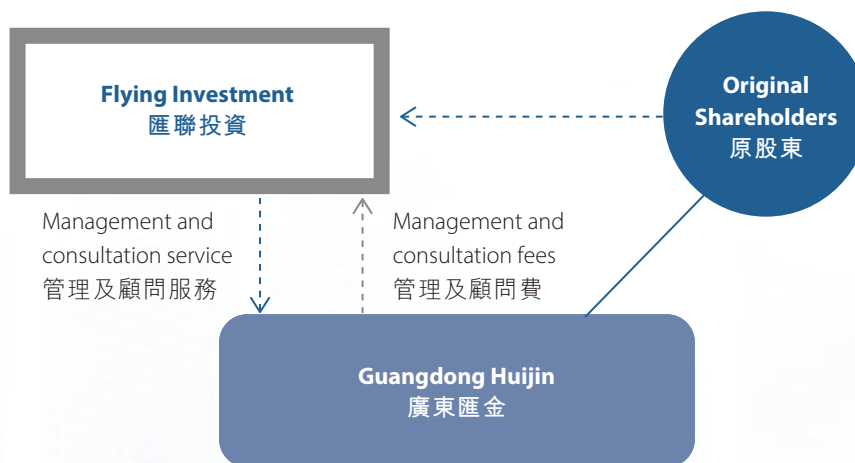 Flying Investment
匯聯投資
Original
Shareholders
原股東
Management and
consultation service
管理及顧問服務
Management and
consultation fees
管理及顧問費
Guangdong Huijin
廣東匯金